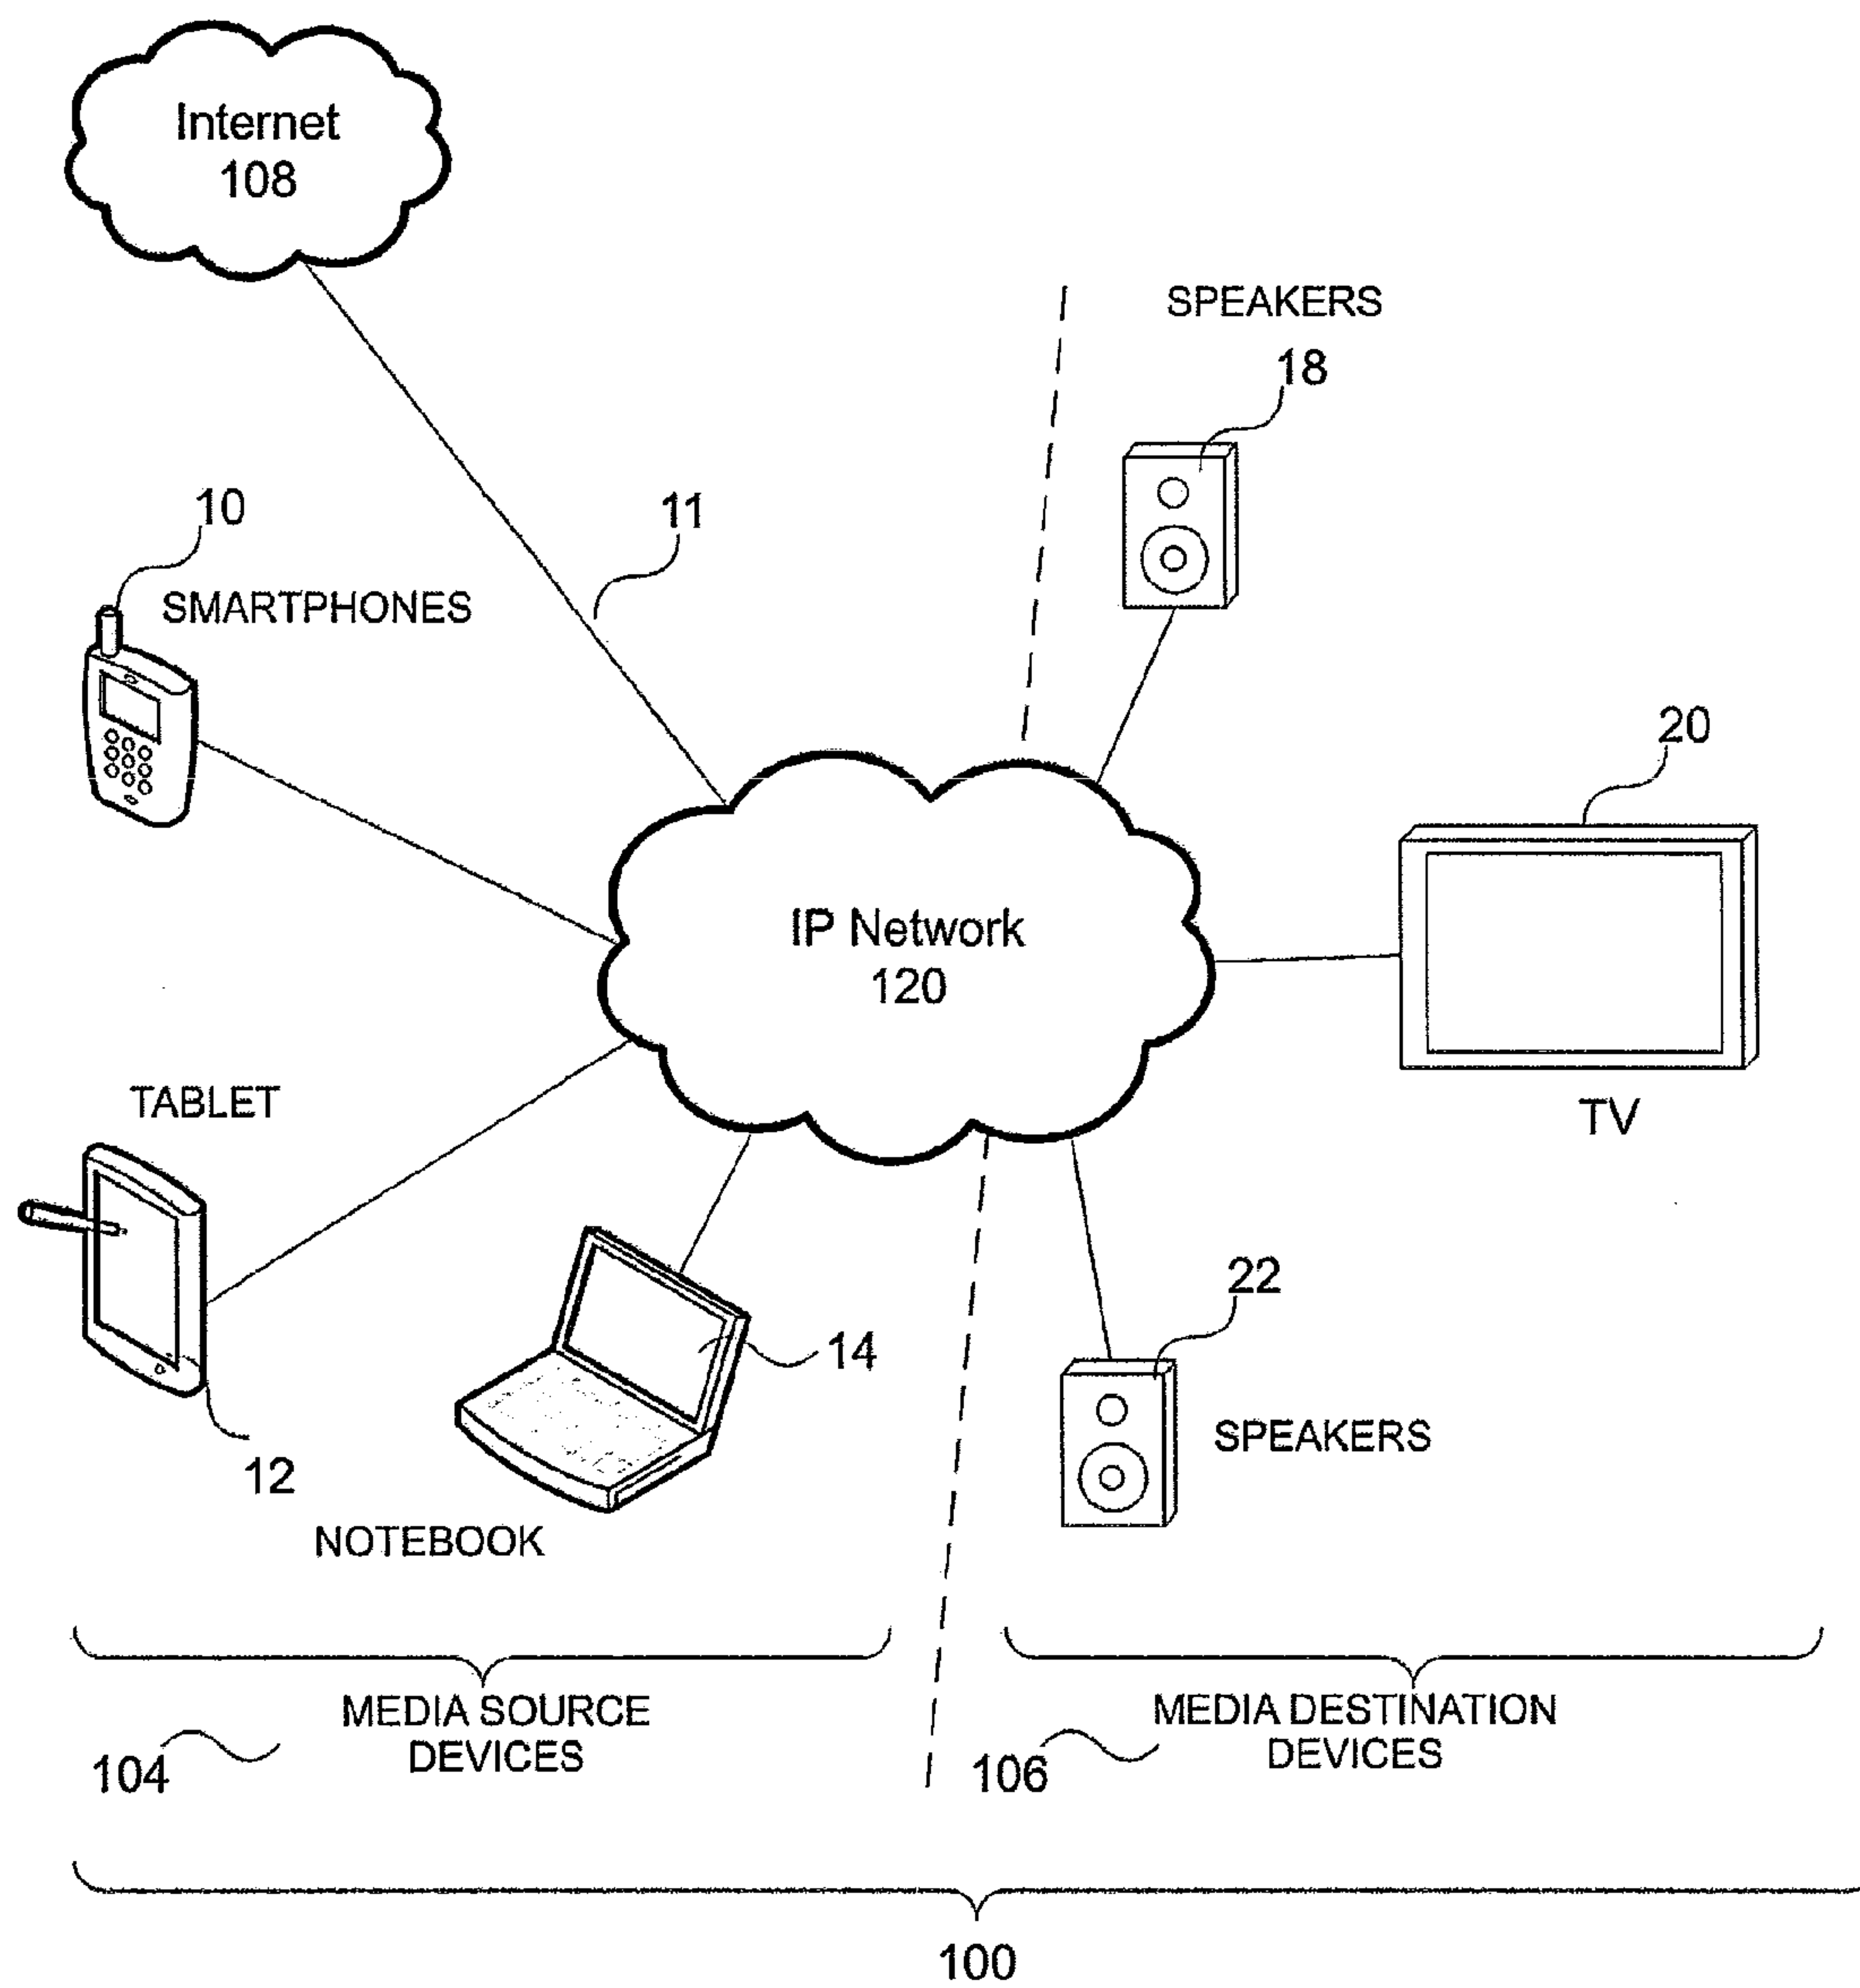 Internet
108
SPEAKERS
18
10
11
SMARTPHONES
20
IP Network
120
TABLET
TV
22
14
SPEAKERS
12
NOTEBOOK
MEDIA SOURCE
DEVICES
104
MEDIA DESTINATION
DEVICES
106
100